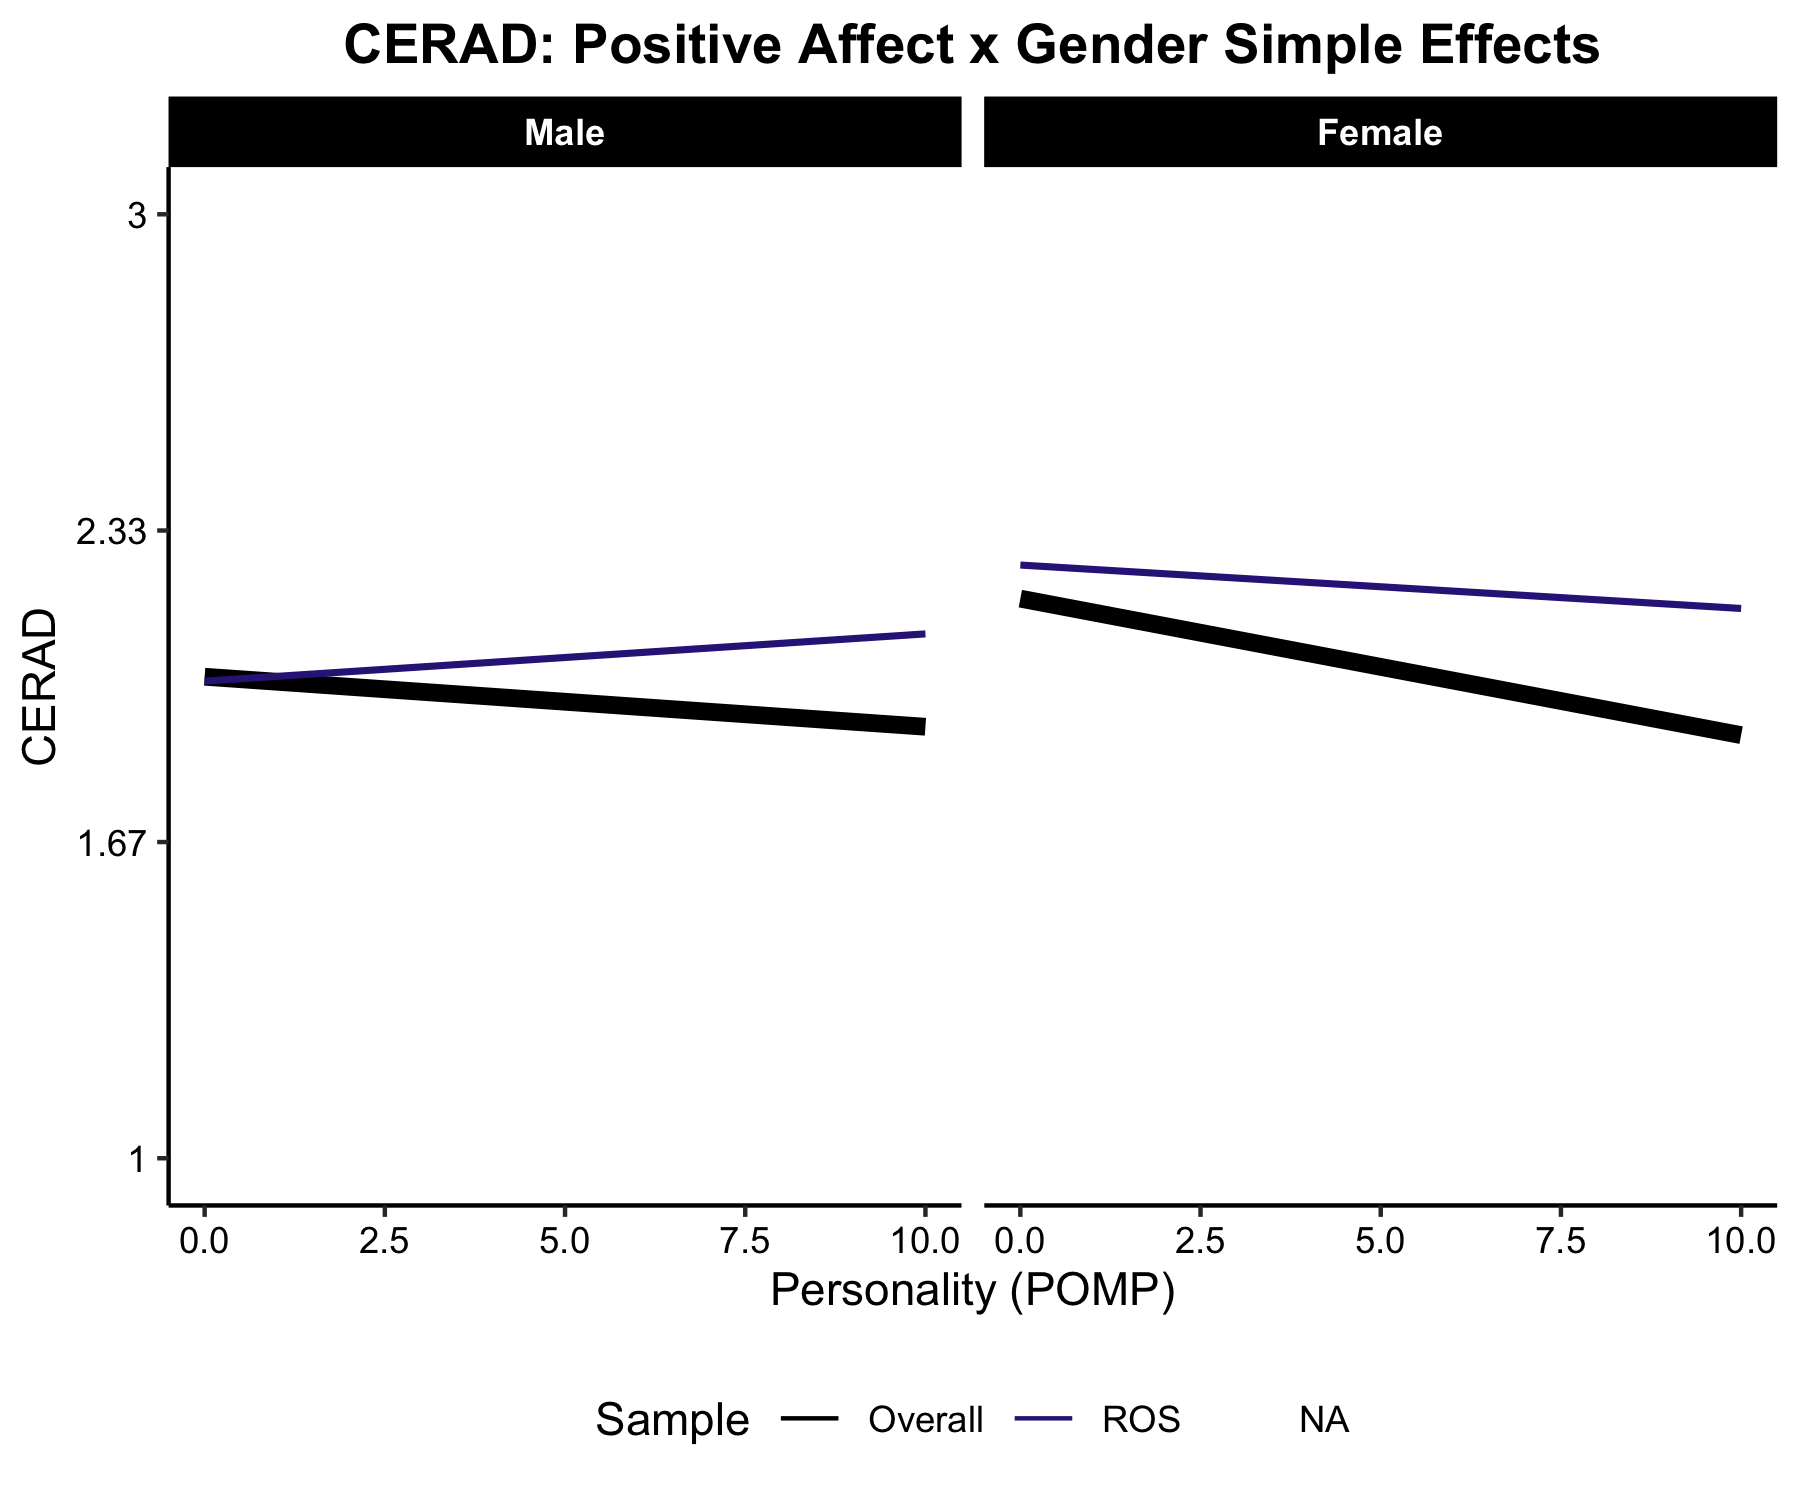 CERAD: Positive Affect x Gender Simple Effects
Male Female
3
2.33
1.67
1
CERAD
0.0 2.5 5.0 7.5 10.0 0.0 2.5 5.0 7.5 10.0
Personality (POMP)
Sample Overall ROS NA